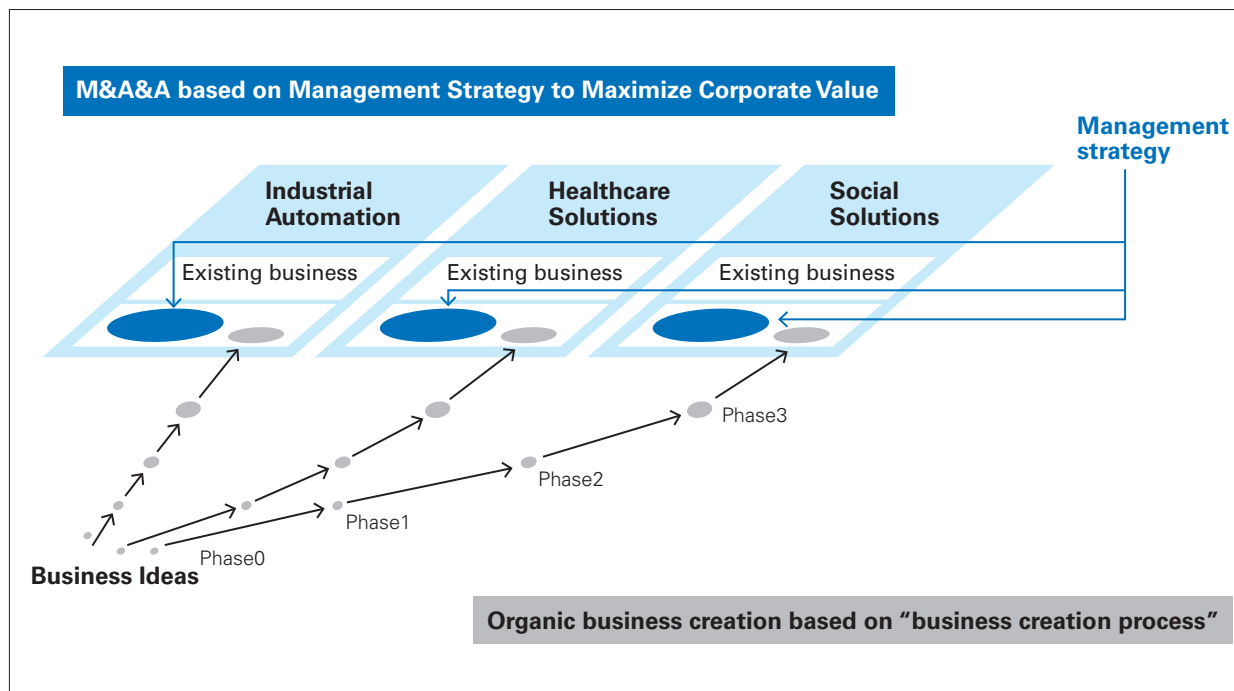 M&A&A based on Management Strategy to Maximize Corporate Value
Management
strategy
Industrial
Automation
Healthcare
Solutions
Social
Solutions
Existing business
Existing business
Existing business
Phase3
Phase2
Phase1
Phase0
Business Ideas
Organic business creation based on “business creation process”